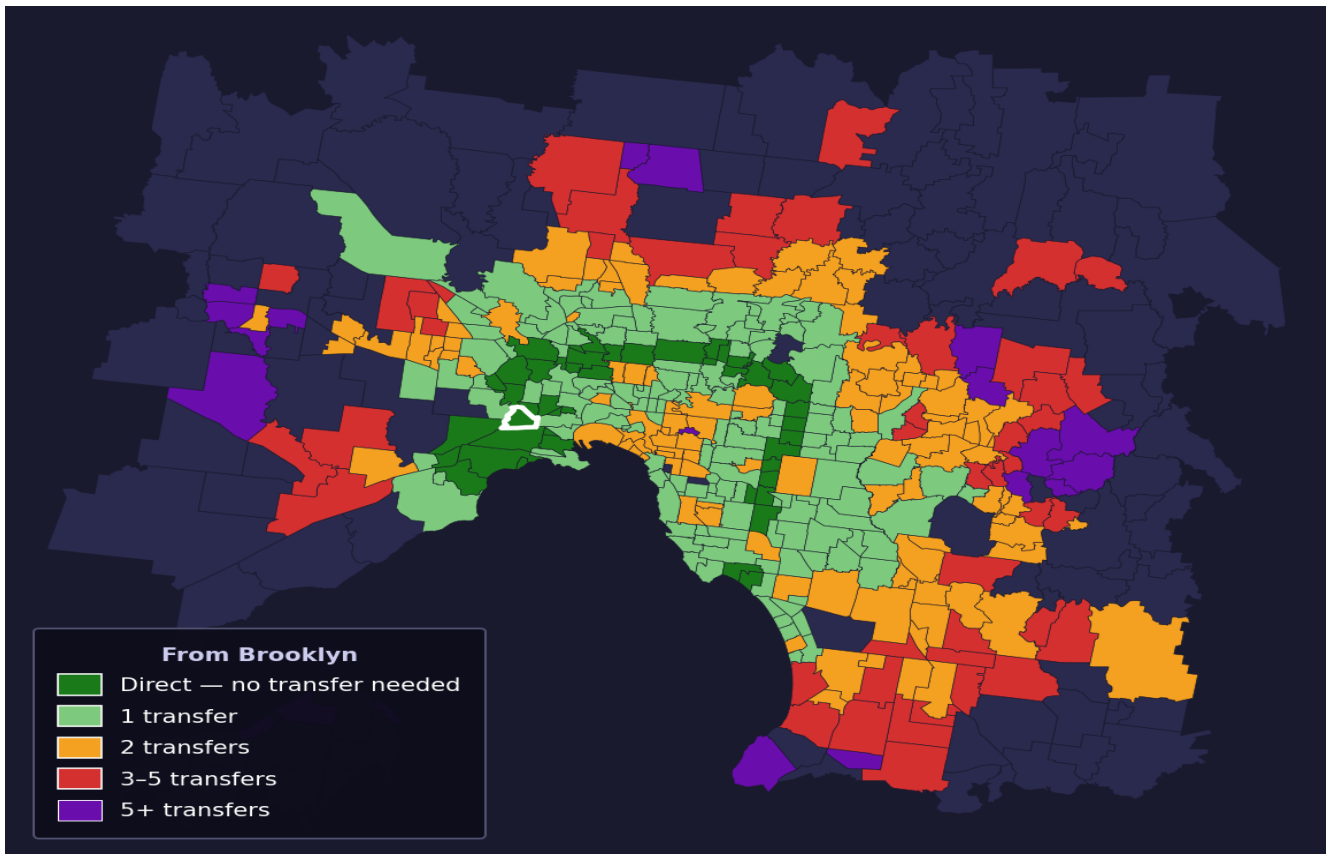 From Brooklyn
Direct — no transfer needed
1 transfer
2 transfers
3–5 transfers
5+ transfers